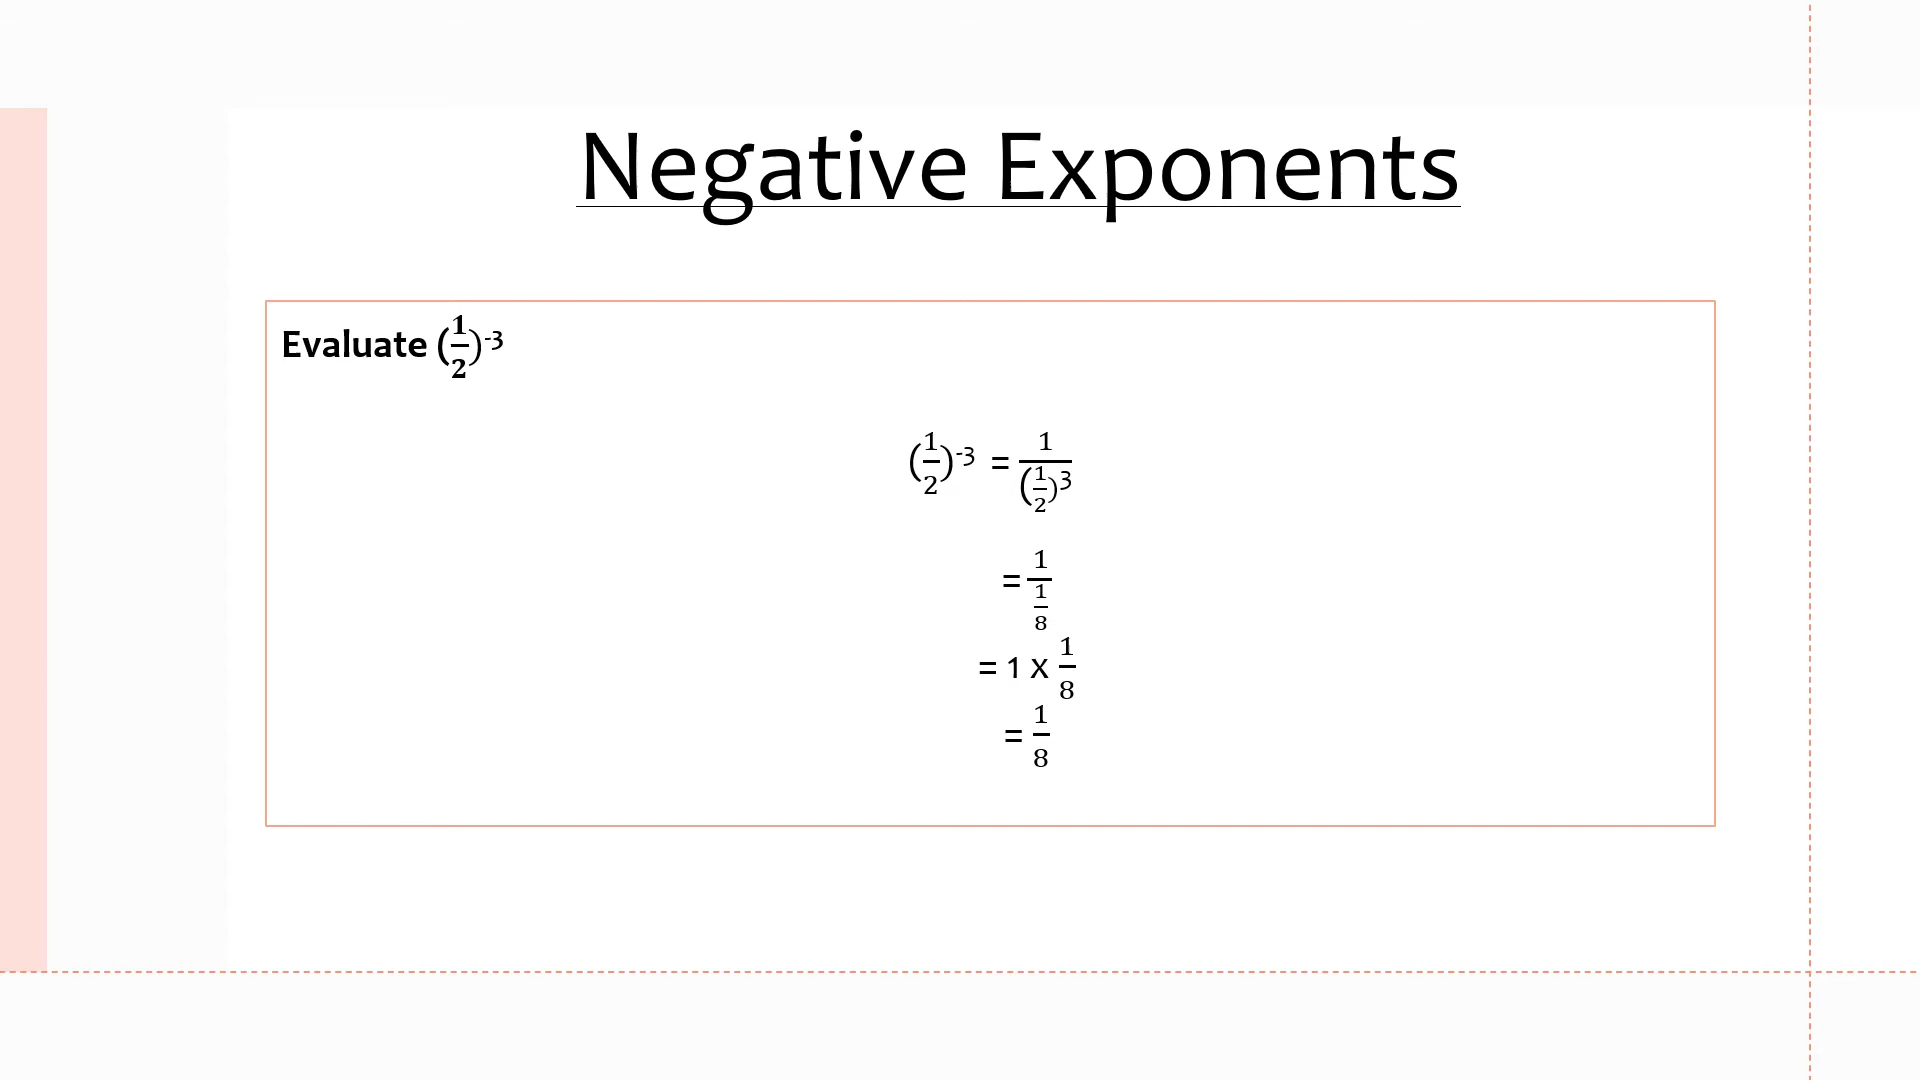 Negative Exponents
Evaluate (1/2)⁻³
(1/2)⁻³ = 1/(1/2)³
= 1/(1/8)
= 1 x 1/8
= 1/8